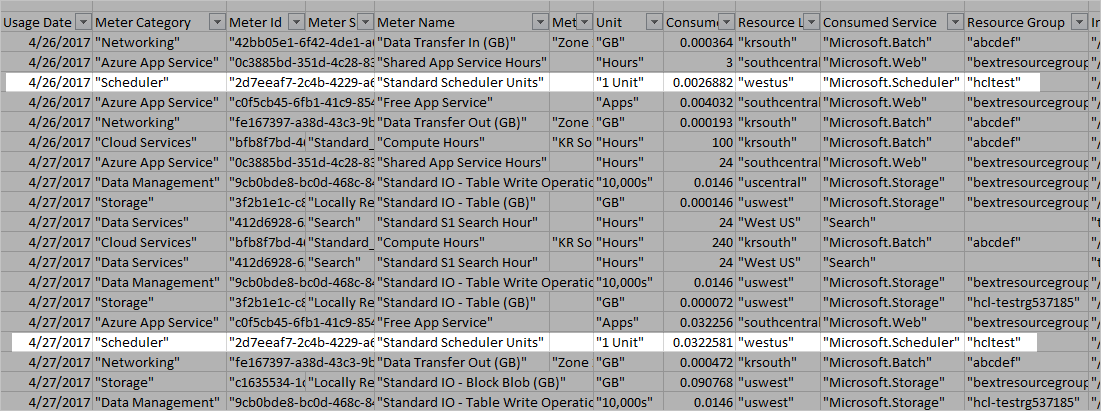 Usage Date Meter Category Meter Id Meter S Meter Name Met Unit Consume Resource L Consumed Service Resource Group In
4/26/2017 "Networking" "42bb05e1-6f42-4de1-a6 "Data Transfer In (GB)" "Zone "GB" 0.000364 "krsouth" "Microsoft.Batch" "abcdef" "/
4/26/2017 "Azure App Service" "0c3885bd-351d-4c28-83 "Shared App Service Hours" "Hours" 3 "southcentral "Microsoft.Web" "bextresourcegroup "/
4/26/2017 "Scheduler" "2d7eeaf7-2c4b-4229-a6 "Standard Scheduler Units" "1 Unit" 0.0026882 "westus" "Microsoft.Scheduler" "hcltest" "/
4/26/2017 "Azure App Service" "c0f5cb45-6fb1-41c9-854 "Free App Service" "Apps" 0.004032 "southcentral "Microsoft.Web" "bextresourcegroup "/
4/26/2017 "Networking" "fe167397-a38d-43c3-9b "Data Transfer Out (GB)" "Zone "GB" 0.000193 "krsouth" "Microsoft.Batch" "abcdef" "/
4/26/2017 "Cloud Services" "bfb8f7bd-46 "Standard_ "Compute Hours" "KR So "Hours" 100 "krsouth" "Microsoft.Batch" "abcdef" "/
4/27/2017 "Azure App Service" "0c3885bd-351d-4c28-83 "Shared App Service Hours" "Hours" 24 "southcentral "Microsoft.Web" "bextresourcegroup "/
4/27/2017 "Data Management" "9cb0bde8-bc0d-468c-84 "Standard IO - Table Write Operatio "10,000s" 0.0146 "uscentral" "Microsoft.Storage" "bextresourcegroup "/
4/27/2017 "Storage" "3f2b1e1c-c8 "Locally Re "Standard IO - Table (GB)" "GB" 0.000146 "uswest" "Microsoft.Storage" "bextresourcegroup "/
4/27/2017 "Data Services" "412d6928-6 "Search" "Standard S1 Search Hour" "Hours" 24 "West US" "Search" "t
4/27/2017 "Cloud Services" "bfb8f7bd-46 "Standard_ "Compute Hours" "KR So "Hours" 240 "krsouth" "Microsoft.Batch" "abcdef" "/
4/27/2017 "Data Services" "412d6928-6 "Search" "Standard S1 Search Hour" "Hours" 24 "West US" "Search" "t
4/27/2017 "Data Management" "9cb0bde8-bc0d-468c-84 "Standard IO - Table Write Operatio "10,000s" 0.0146 "uswest" "Microsoft.Storage" "bextresourcegroup "/
4/27/2017 "Storage" "3f2b1e1c-c8 "Locally Re "Standard IO - Table (GB)" "GB" 0.000072 "uswest" "Microsoft.Storage" "hcl-testrg537185" "/
4/27/2017 "Azure App Service" "c0f5cb45-6fb1-41c9-854 "Free App Service" "Apps" 0.032256 "southcentral "Microsoft.Web" "bextresourcegroup "/
4/27/2017 "Scheduler" "2d7eeaf7-2c4b-4229-a6 "Standard Scheduler Units" "1 Unit" 0.0322581 "westus" "Microsoft.Scheduler" "hcltest" "/
4/27/2017 "Networking" "fe167397-a38d-43c3-9b "Data Transfer Out (GB)" "Zone "GB" 0.000472 "krsouth" "Microsoft.Batch" "abcdef" "/
4/27/2017 "Storage" "c1635534-1c "Locally Re "Standard IO - Block Blob (GB)" "GB" 0.090768 "uswest" "Microsoft.Storage" "bextresourcegroup "/
4/27/2017 "Data Management" "9cb0bde8-bc0d-468c-84 "Standard IO - Table Write Operatio "10,000s" 0.0146 "uswest" "Microsoft.Storage" "hcl-testrg537185" "/